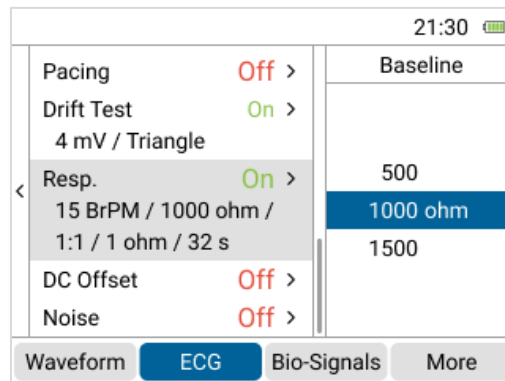 21:30
Pacing Off >
Drift Test On >
4 mV / Triangle
Resp. On >
15 BrPM / 1000 ohm /
1:1 / 1 ohm / 32 s
DC Offset Off >
Noise Off >
<
Baseline
500
1000 ohm
1500
Waveform ECG Bio-Signals More